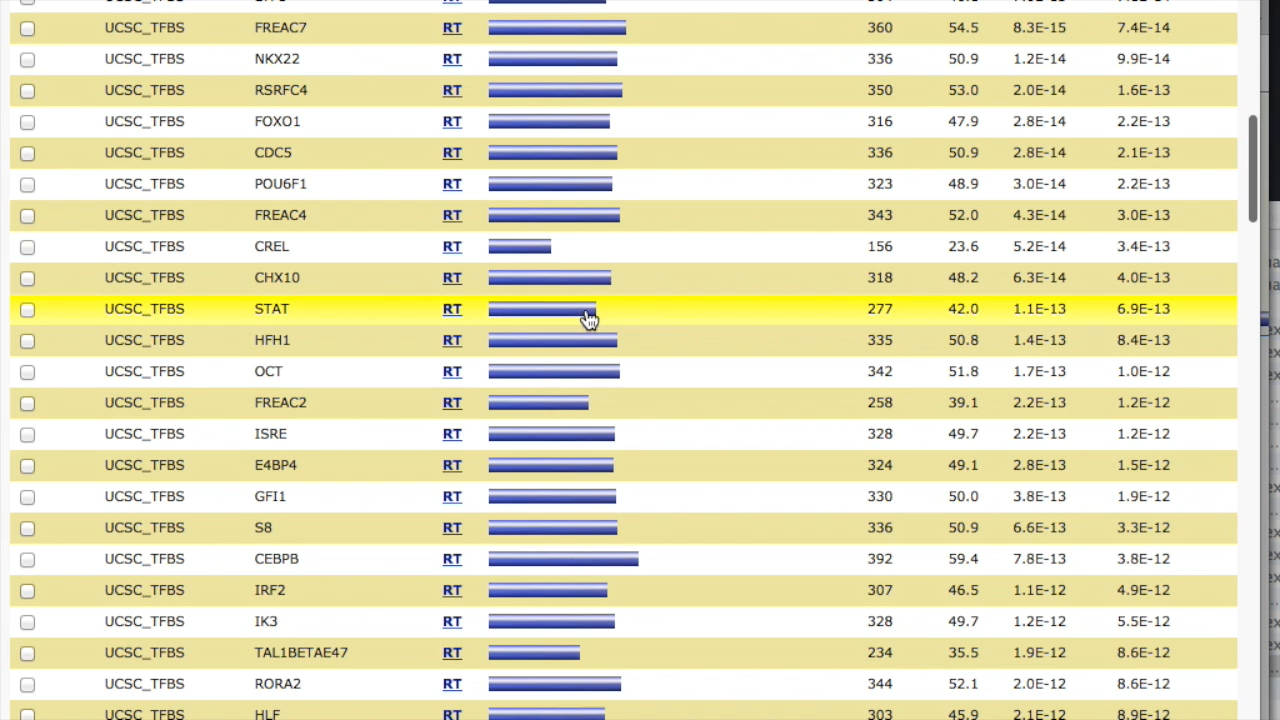 UCSC_TFBS FREAC7 RT 360 54.5 8.3E-15 7.4E-14
UCSC_TFBS NKX22 RT 336 50.9 1.2E-14 9.9E-14
UCSC_TFBS RSRFC4 RT 350 53.0 2.0E-14 1.6E-13
UCSC_TFBS FOXO1 RT 316 47.9 2.8E-14 2.2E-13
UCSC_TFBS CDC5 RT 336 50.9 2.8E-14 2.1E-13
UCSC_TFBS POU6F1 RT 323 48.9 3.0E-14 2.2E-13
UCSC_TFBS FREAC4 RT 343 52.0 4.3E-14 3.0E-13
UCSC_TFBS CREL RT 156 23.6 5.2E-14 3.4E-13
UCSC_TFBS CHX10 RT 318 48.2 6.3E-14 4.0E-13
UCSC_TFBS STAT RT 277 42.0 1.1E-13 6.9E-13
UCSC_TFBS HFH1 RT 335 50.8 1.4E-13 8.4E-13
UCSC_TFBS OCT RT 342 51.8 1.7E-13 1.0E-12
UCSC_TFBS FREAC2 RT 258 39.1 2.2E-13 1.2E-12
UCSC_TFBS ISRE RT 328 49.7 2.2E-13 1.2E-12
UCSC_TFBS E4BP4 RT 324 49.1 2.8E-13 1.5E-12
UCSC_TFBS GFI1 RT 330 50.0 3.8E-13 1.9E-12
UCSC_TFBS S8 RT 336 50.9 6.6E-13 3.3E-12
UCSC_TFBS CEBPB RT 392 59.4 7.8E-13 3.8E-12
UCSC_TFBS IRF2 RT 307 46.5 1.1E-12 4.9E-12
UCSC_TFBS IK3 RT 328 49.7 1.2E-12 5.5E-12
UCSC_TFBS TAL1BETAE47 RT 234 35.5 1.9E-12 8.6E-12
UCSC_TFBS RORA2 RT 344 52.1 2.0E-12 8.6E-12
UCSC_TFBS HLF RT 303 45.9 2.1E-12 8.9E-12